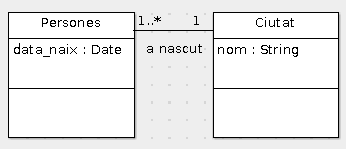 Persones
1..*
1
Ciutat
data_naix : Date
a nascut
nom : String